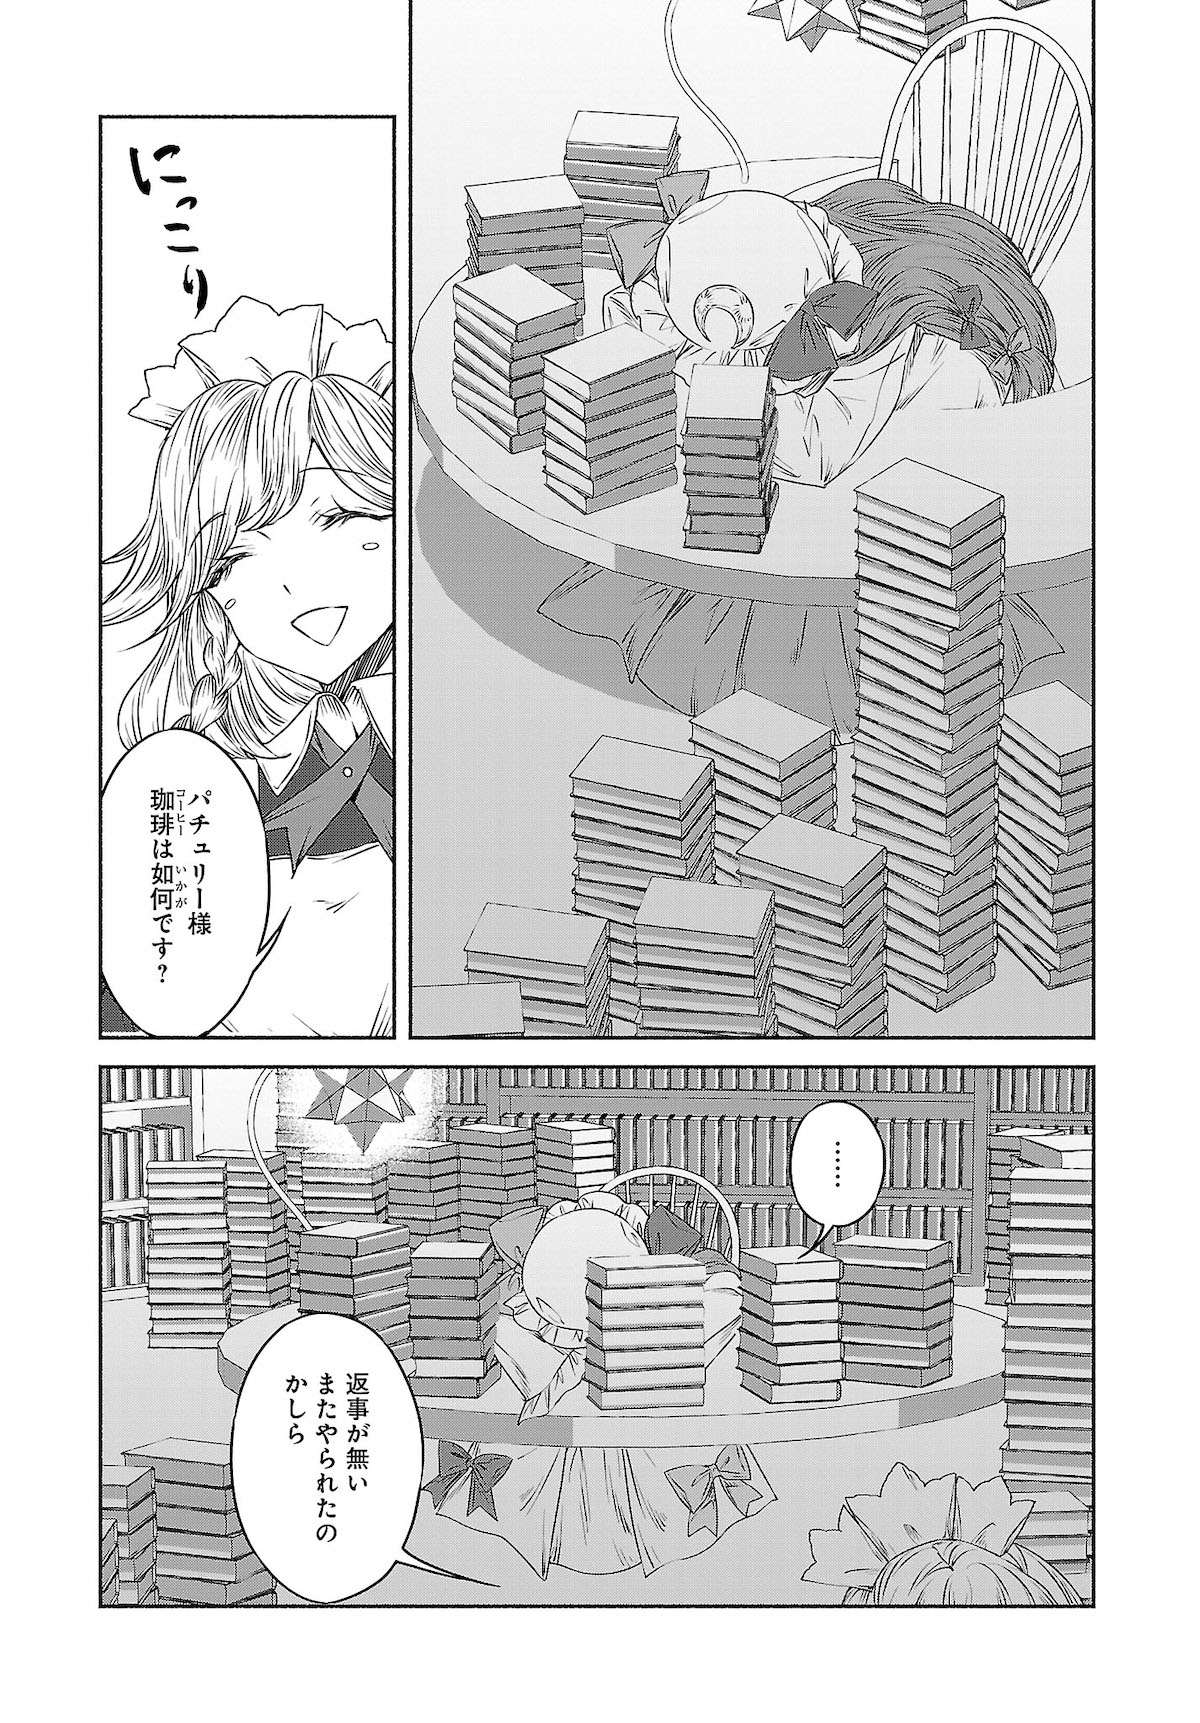 にっこり
パチュリー様
珈琲は如何です？
コーヒー
いかが
……
返事が無い
またやられたの
かしら